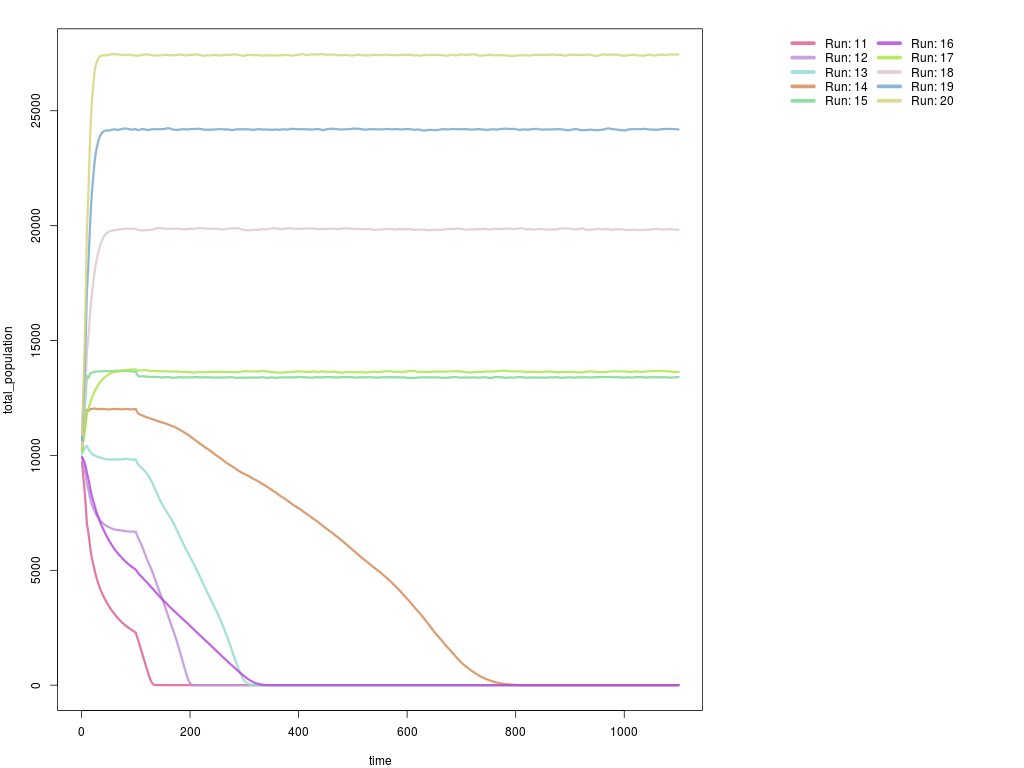 Run: 11 Run: 16
Run: 12 Run: 17
Run: 13 Run: 18
Run: 14 Run: 19
Run: 15 Run: 20
total_population
25000
20000
15000
10000
5000
0
0 200 400 600 800 1000
time